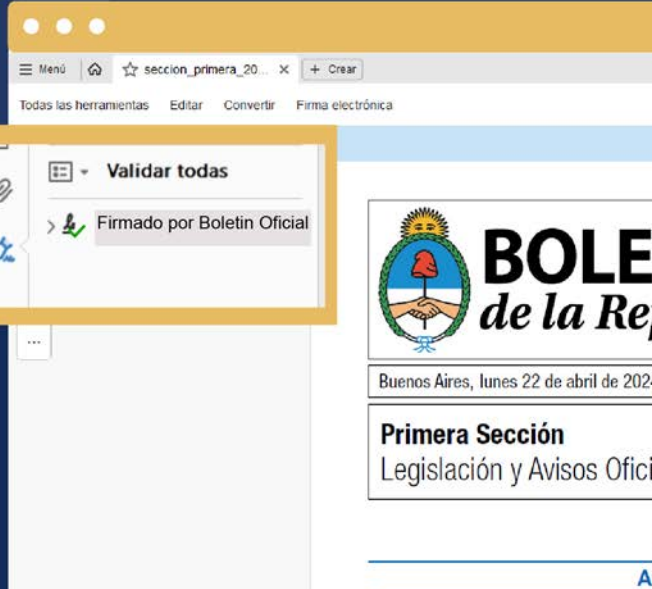 Menú seccion_primera_20... × + Crear
Todas las herramientas Editar Convertir Firma electrónica
Validar todas
Firmado por Boletin Oficial
...
BOLE
de la Re
Buenos Aires, lunes 22 de abril de 202
Primera Sección
Legislación y Avisos Ofici
A